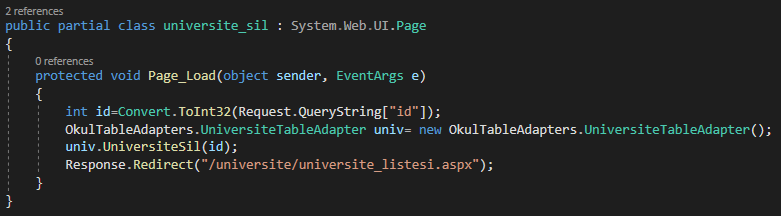 2 references
public partial class universite_sil : System.Web.UI.Page
{
0 references
protected void Page_Load(object sender, EventArgs e)
{
int id=Convert.ToInt32(Request.QueryString["id"]);
OkulTableAdapters.UniversiteTableAdapter univ= new OkulTableAdapters.UniversiteTableAdapter();
univ.UniversiteSil(id);
Response.Redirect("/universite/universite_listesi.aspx");
}
}